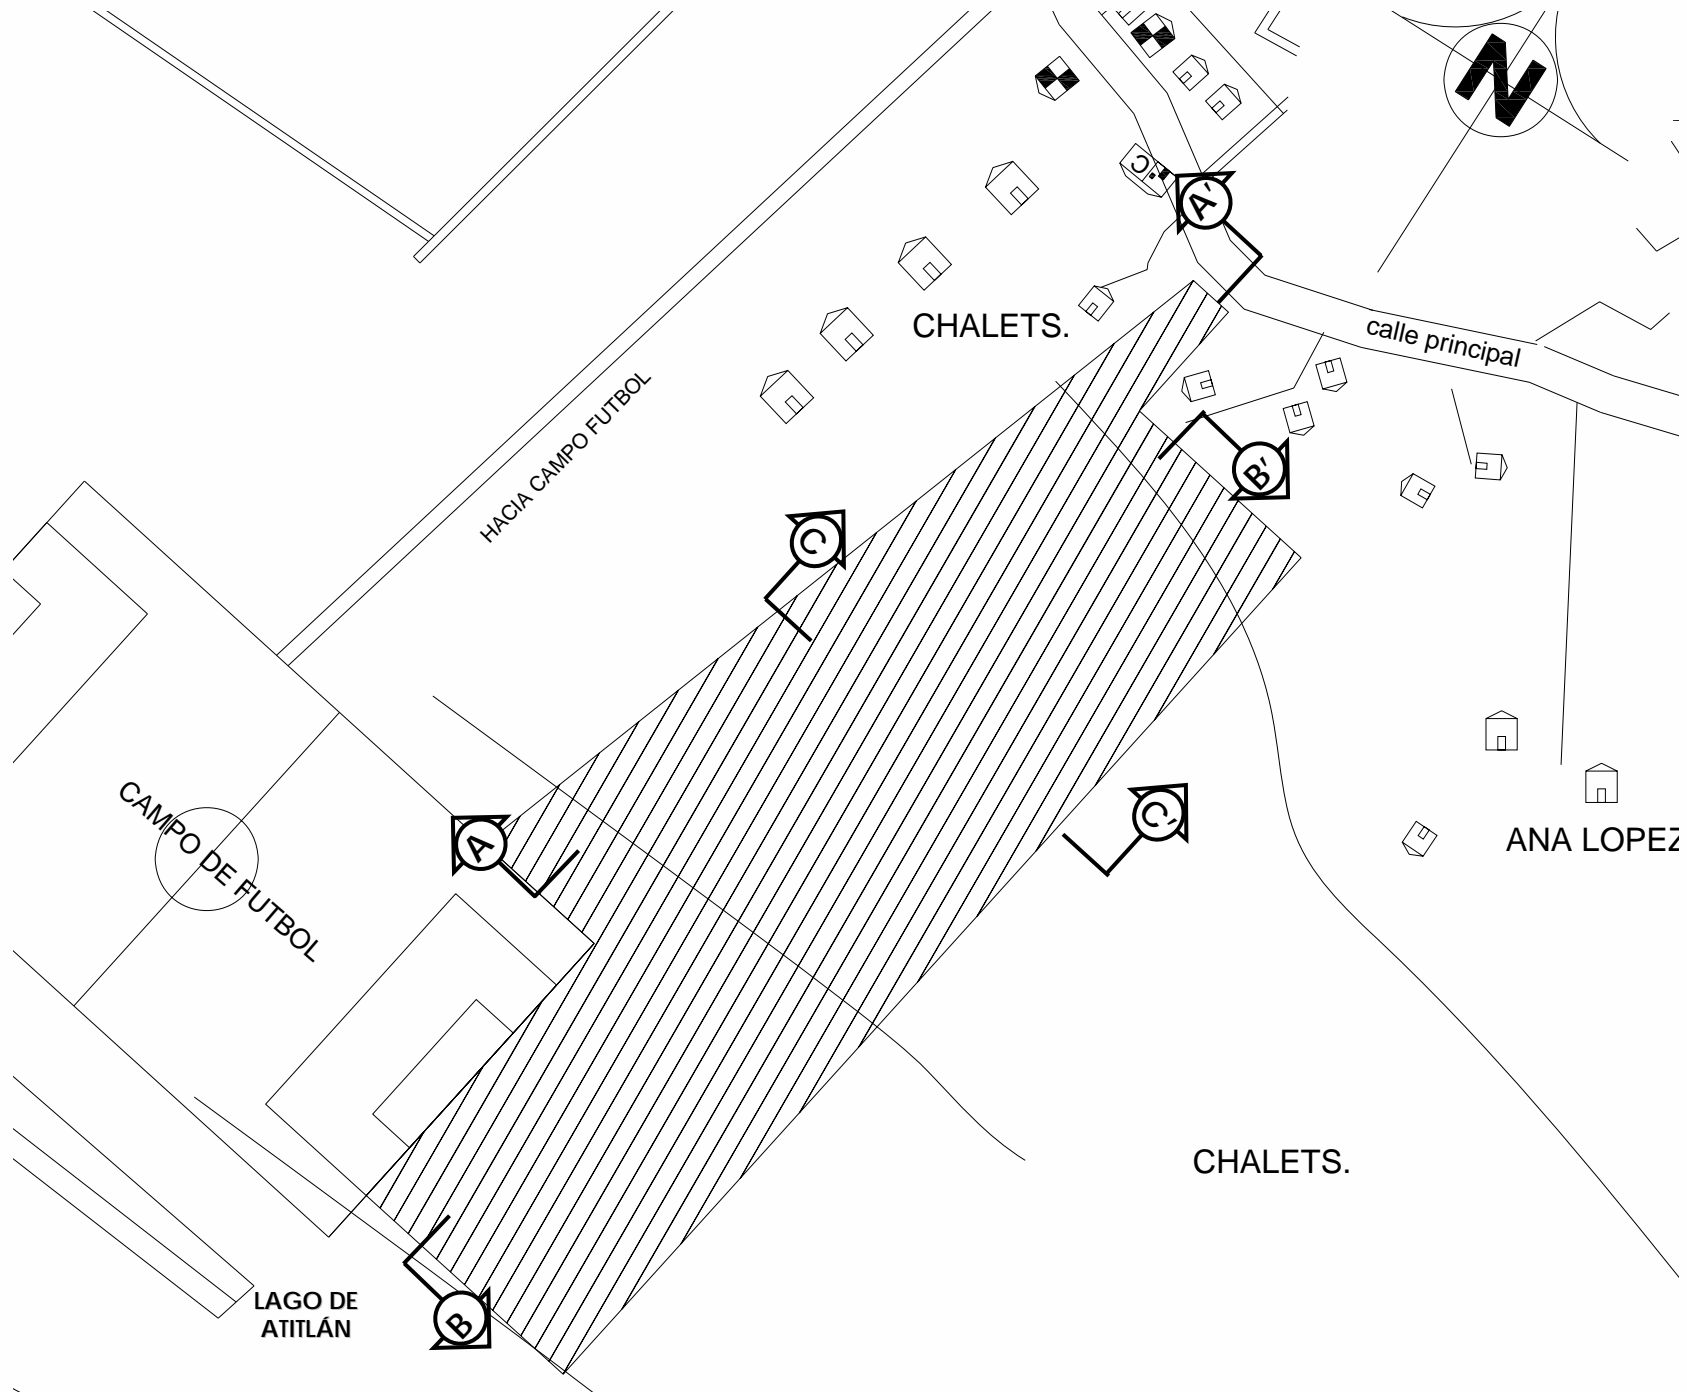 N
C
A'
CHALETS.
calle principal
HACIA CAMPO FUTBOL
B'
C
CAMPO DE FUTBOL
A
C'
ANA LOPEZ
CHALETS.
LAGO DE
ATITLÁN
B